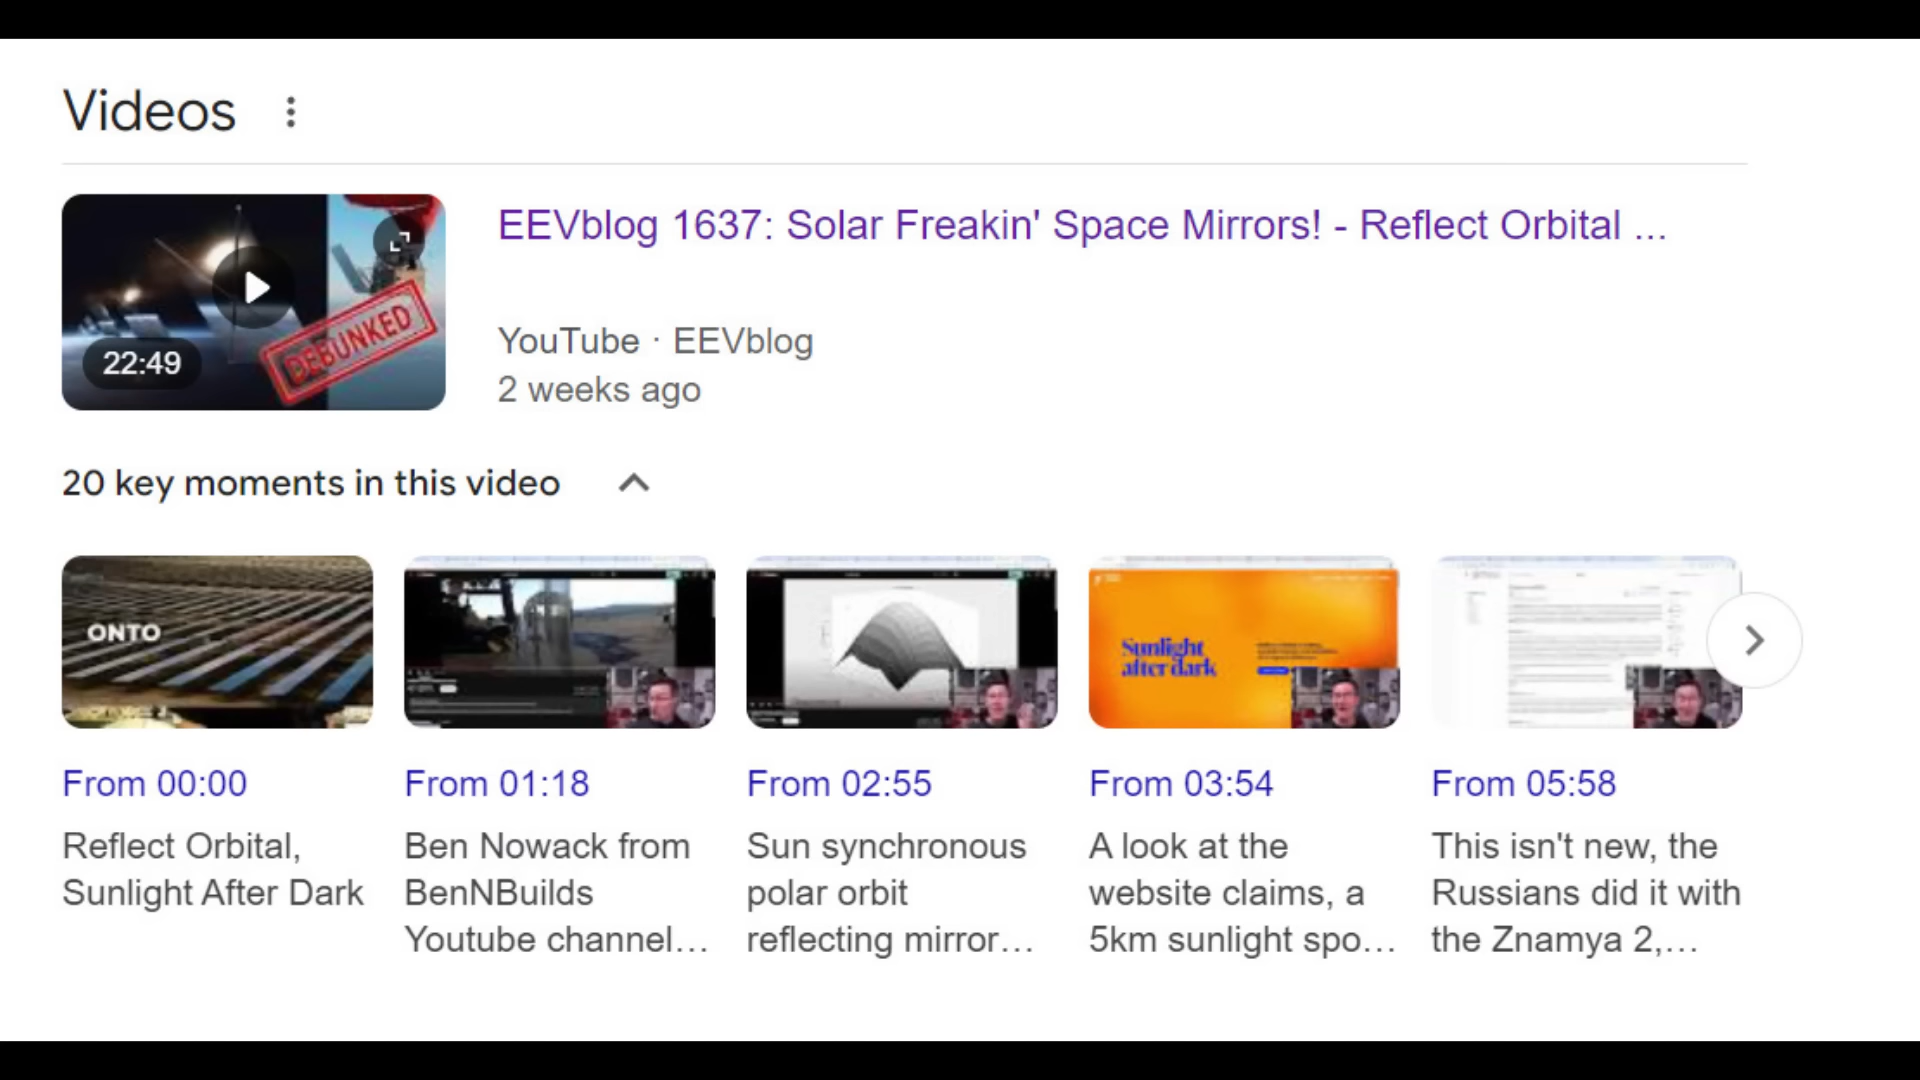 Videos
EEVblog 1637: Solar Freakin' Space Mirrors! - Reflect Orbital ...
DEBUNKED
22:49
YouTube · EEVblog
2 weeks ago
20 key moments in this video
ONTO
Sunlight
after dark
From 00:00
From 01:18
From 02:55
From 03:54
From 05:58
Reflect Orbital,
Sunlight After Dark
Ben Nowack from
BenNBuilds
Youtube channel...
Sun synchronous
polar orbit
reflecting mirror...
A look at the
website claims, a
5km sunlight spo...
This isn't new, the
Russians did it with
the Znamya 2,...